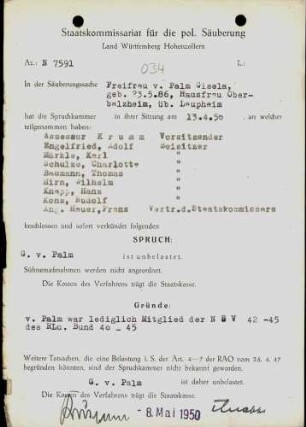 Staatskommissariat für die pol. Säuberung
Land Württemberg Hohenzollern
Az.: N 7591
L:
034
In der Säuberungssache Freifrau v. Palm Gisela,
geb. 23.5.86, Hausfrau Ober-
balzheim, Üb. Laupheim
hat die Spruchkammer in ihrer Sitzung am 13.4.50 an welcher
teilgenommen haben:
Assessor Krumm Vorsitzender
Engelfried, Adolf Beisitzer
Märkle, Karl "
Schulze, Charlotte "
Baumann, Thomas "
Hirn, Wilhelm "
Knapp, Hans "
Kons, Rudolf "
Ang. Mauer, Franz Vertr.d.Staatskommissars
beschlossen und sofort verkündet folgenden
SPRUCH:
G. v. Palm
ist unbelastet.
Sühnemaßnahmen werden nicht angeordnet.
Die Kosten des Verfahrens trägt die Staatskasse.
Gründe:
v. Palm war lediglich Mitglied der N S V 42 -45
des RLo. Bund 40 - 45
Weitere Tatsachen, die eine Belastung i. S. der Art. 4—7 der RAO vom 28. 4. 47
begründen könnten, sind der Spruchkammer nicht bekannt geworden.
G. v. Palm ist daher unbelastet.
Die Kosten des Verfahrens trägt die Staatskasse.
- 8. Mai 1950